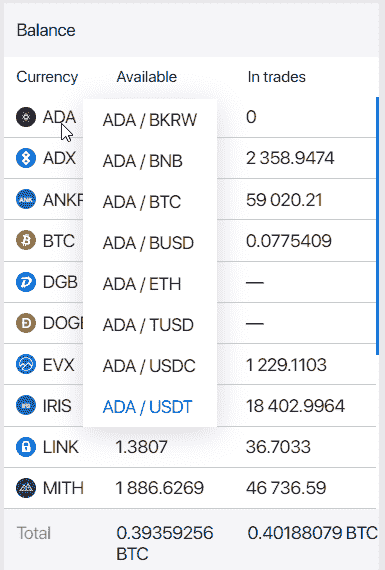 Balance
Currency Available In trades
ADA 0
ADA / BKRW
ADX 2 358.9474
ADA / BNB
59 020.21
ADA / BTC
BTC 0.0775409
ADA / BUSD
DGB —
ADA / ETH
—
ADA / TUSD
EVX 1 229.1103
ADA / USDC
IRIS 18 402.9964
ADA / USDT
LINK 1.3807 36.7033
MITH 1 886.6269 46 736.59
Total 0.39359256 0.40188079 BTC
BTC